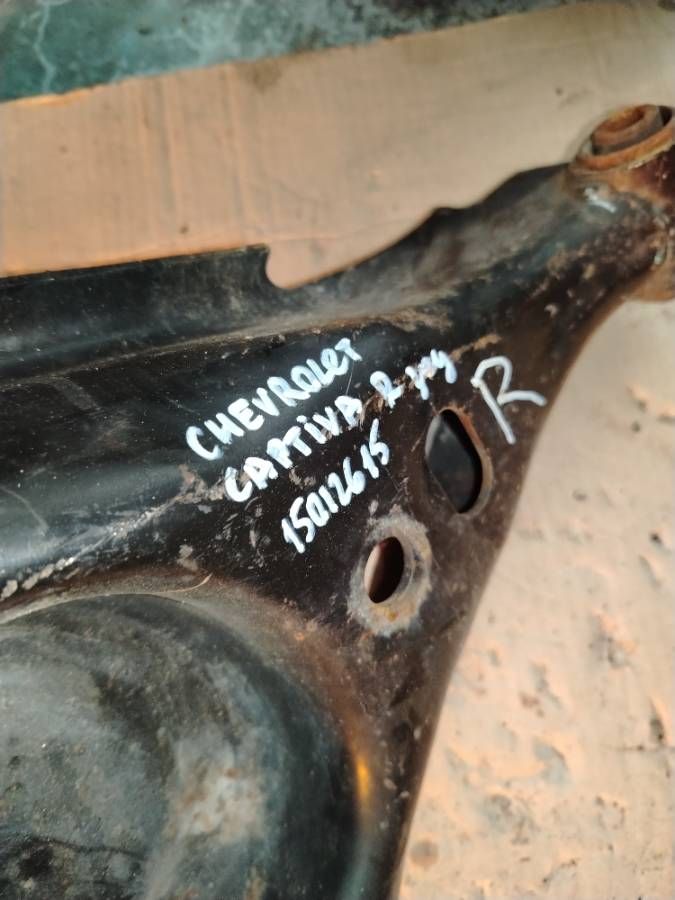 CHEVROLET
CAPTIVA R
15012615
R